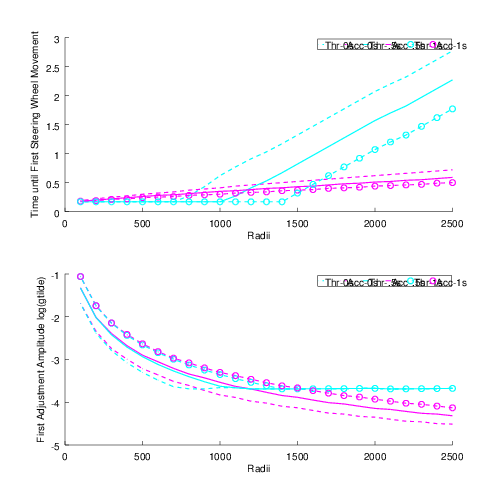 3
2.5
2
1.5
1
0.5
0
0 500 1000 1500 2000 2500
Radii
Time until First Steering Wheel Movement
-1
-2
-3
-4
-5
0 500 1000 1500 2000 2500
Radii
First Adjustment Amplitude log(gtilde)